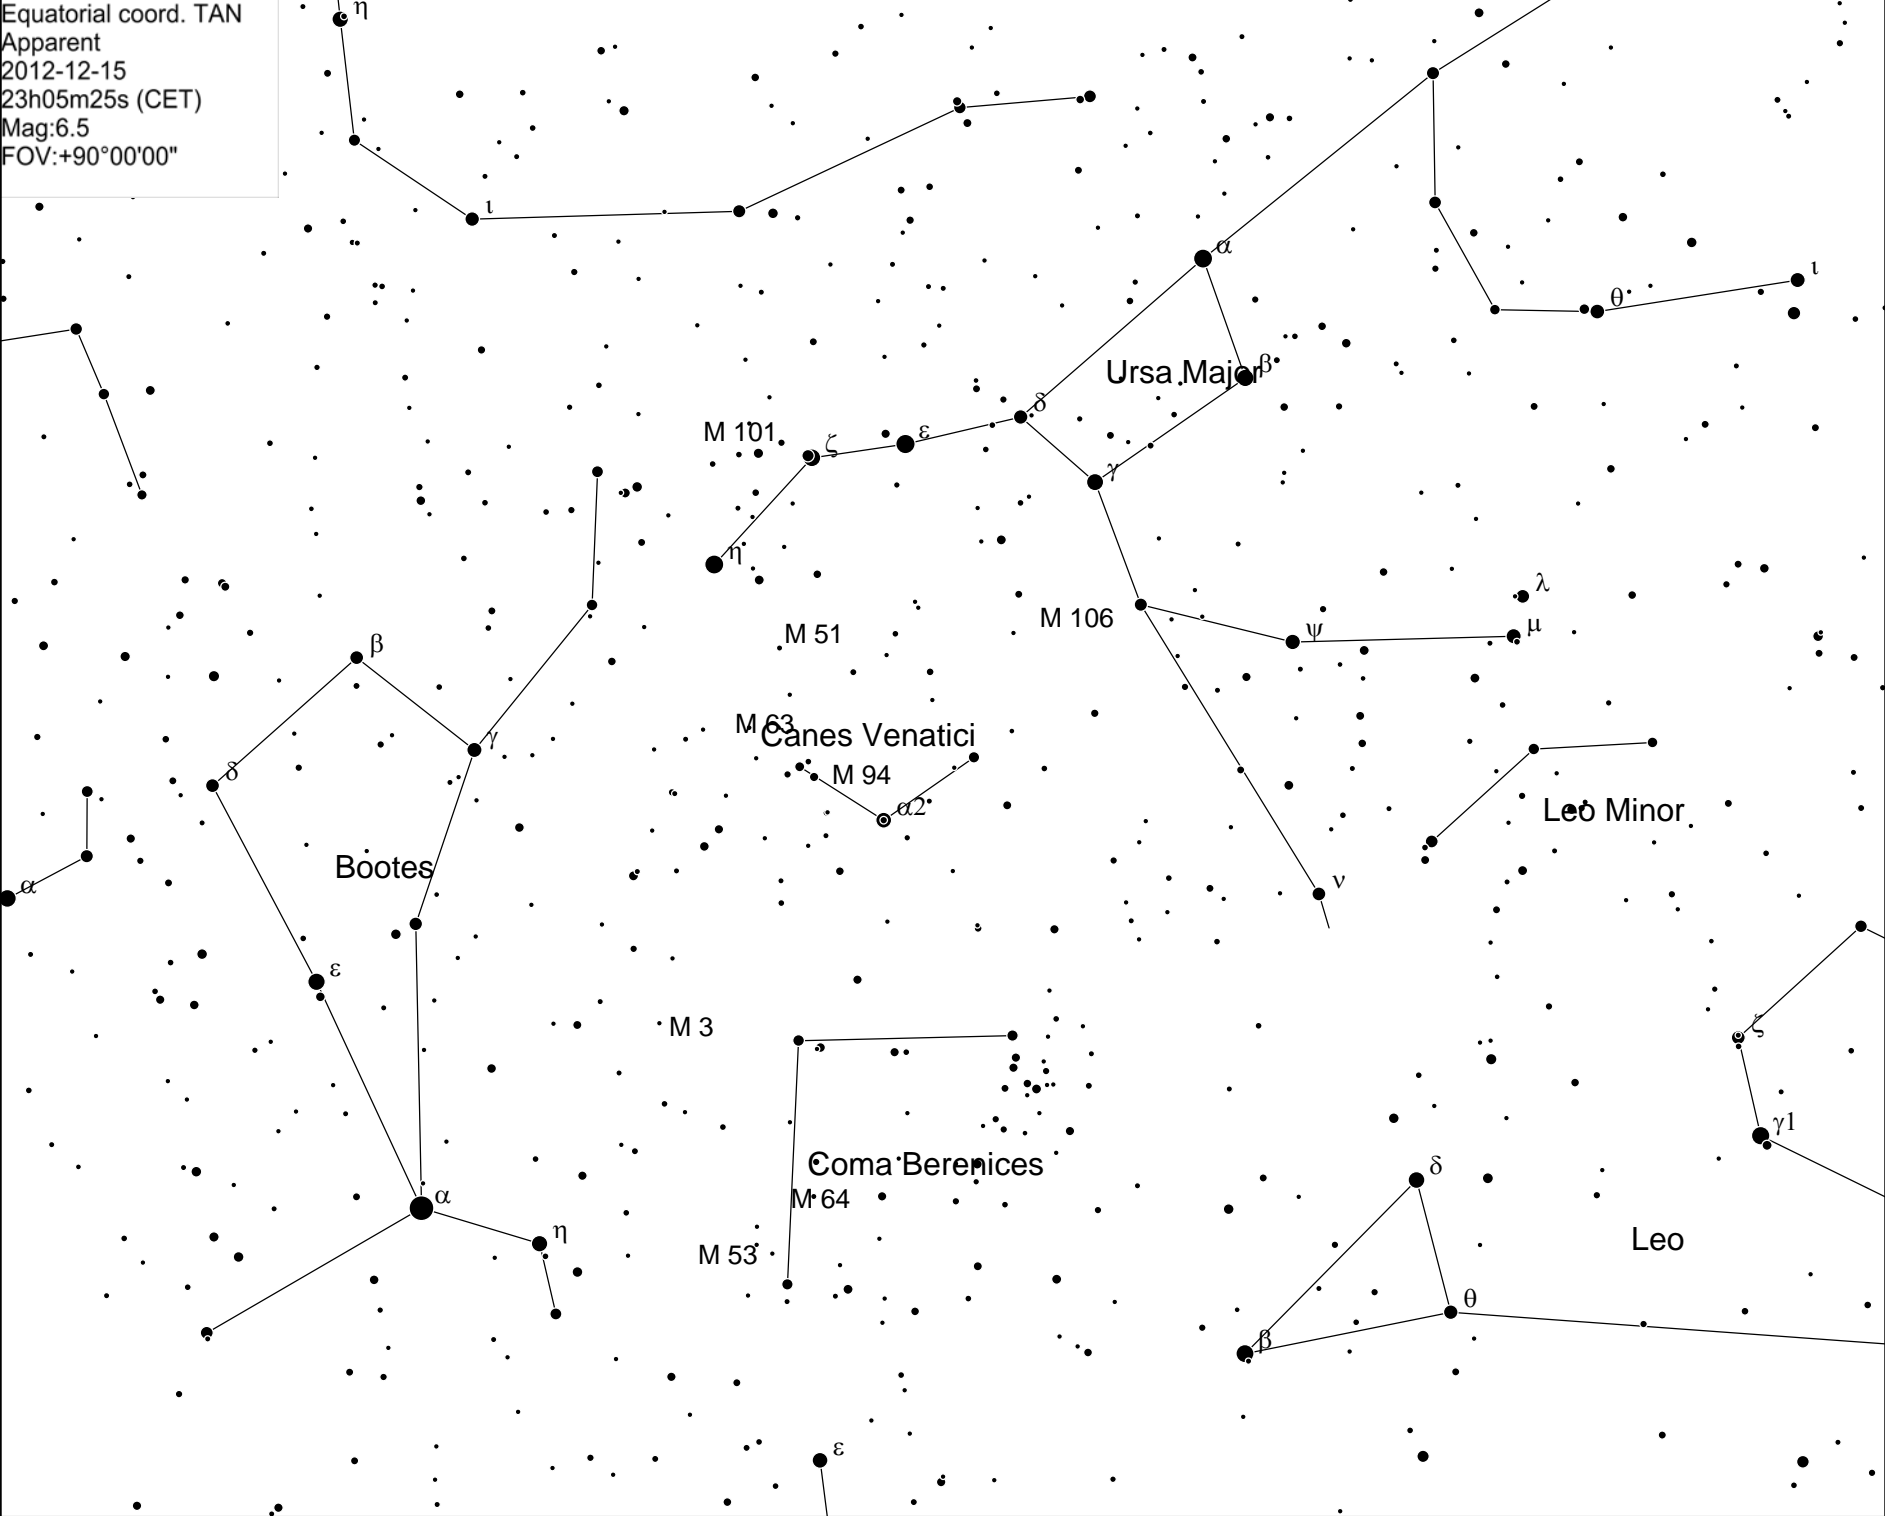 Equatorial coord. TAN
Apparent
2012-12-15
23h05m25s (CET)
Mag:6.5
FOV:+90°00'00"
η
ι
α
ι
θ
Ursa Major
β
δ
M 101
ζ
ε
γ
η
λ
M 106
μ
ψ
M 51
β
M 63
Canes Venatici
γ
δ
M 94
α2
Leo Minor
Bootes
α
ν
ε
M 3
ζ
γ1
Coma Berenices
δ
M 64
α
η
Leo
M 53
θ
β
ε